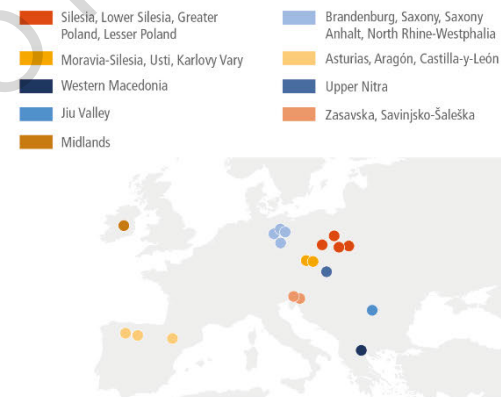 Silesia, Lower Silesia, Greater
Poland, Lesser Poland
Moravia-Silesia, Usti, Karlovy Vary
Western Macedonia
Jiu Valley
Midlands
Brandenburg, Saxony, Saxony
Anhalt, North Rhine-Westphalia
Asturias, Aragón, Castilla-y-León
Upper Nitra
Zasavska, Savinjsko-Šaleška